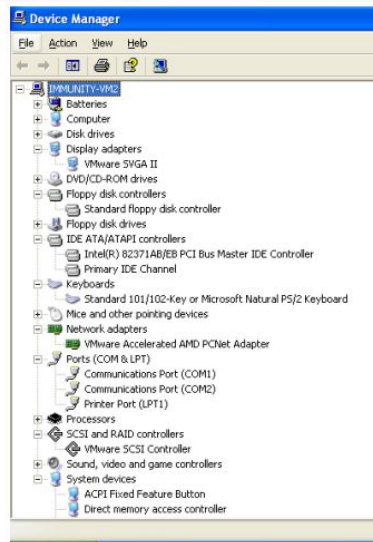 Device Manager
File Action View Help
IMMUNITY-VM2
Batteries
Computer
Disk drives
Display adapters
VMware SVGA II
DVD/CD-ROM drives
Floppy disk controllers
Standard floppy disk controller
Floppy disk drives
IDE ATA/ATAPI controllers
Intel(R) 82371AB/EB PCI Bus Master IDE Controller
Primary IDE Channel
Keyboards
Standard 101/102-Key or Microsoft Natural PS/2 Keyboard
Mice and other pointing devices
Network adapters
VMware Accelerated AMD PCNet Adapter
Ports (COM & LPT)
Communications Port (COM1)
Communications Port (COM2)
Printer Port (LPT1)
Processors
SCSI and RAID controllers
VMware SCSI Controller
Sound, video and game controllers
System devices
ACPI Fixed Feature Button
Direct memory access controller